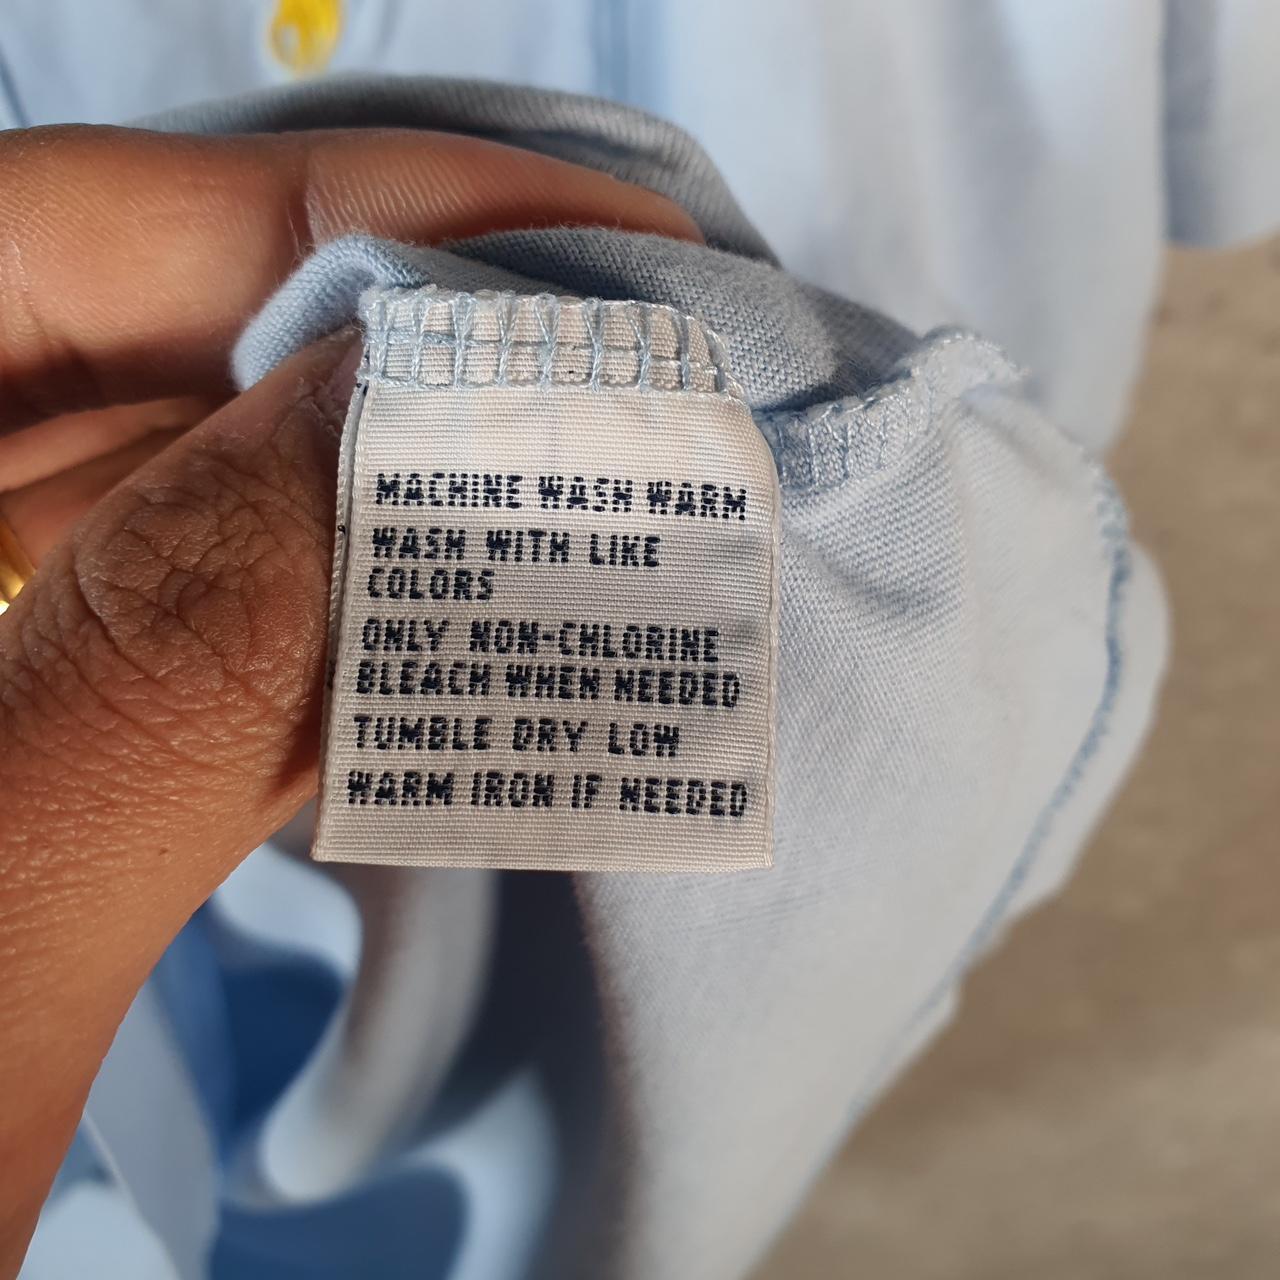 MACHINE WASH WARM
WASH WITH LIKE
COLORS
ONLY NON-CHLORINE
BLEACH WHEN NEEDED
TUMBLE DRY LOW
WARM IRON IF NEEDED